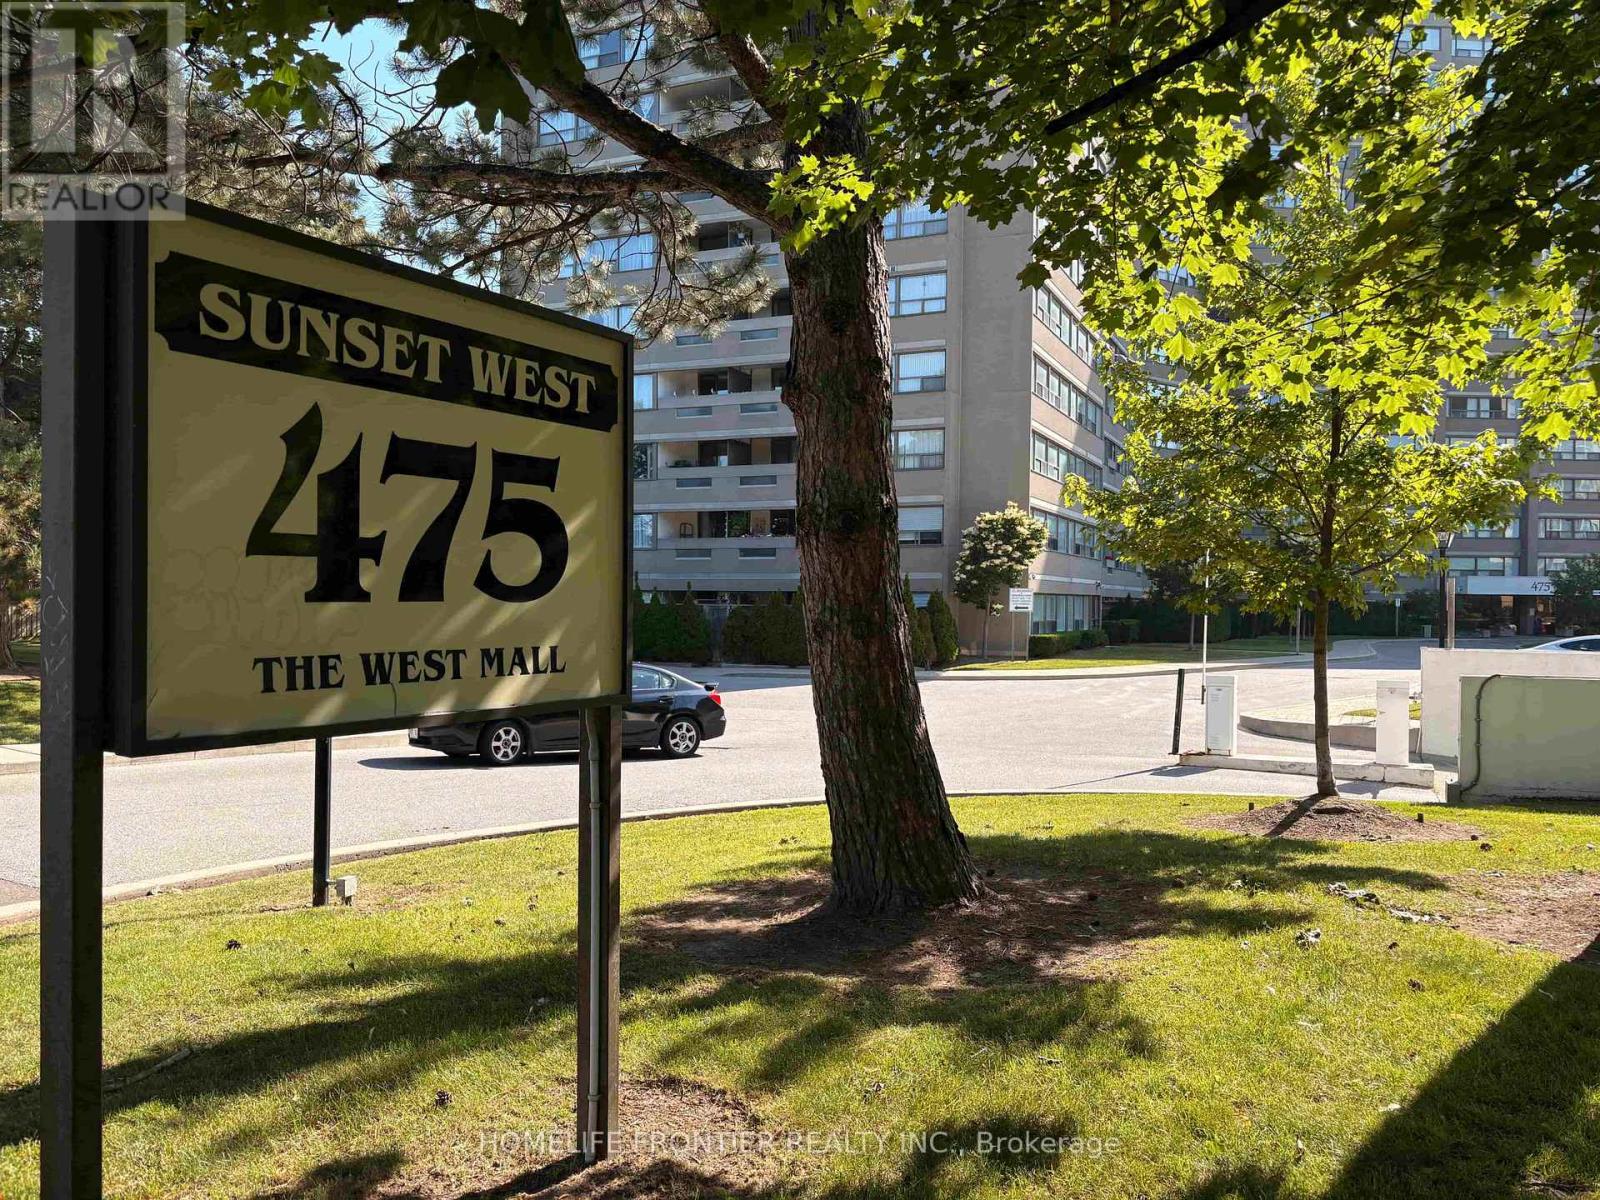 REALTOR
SUNSET WEST
475
THE WEST MALL
475
HOMELIFE FRONTIER REALTY INC., Brokerage